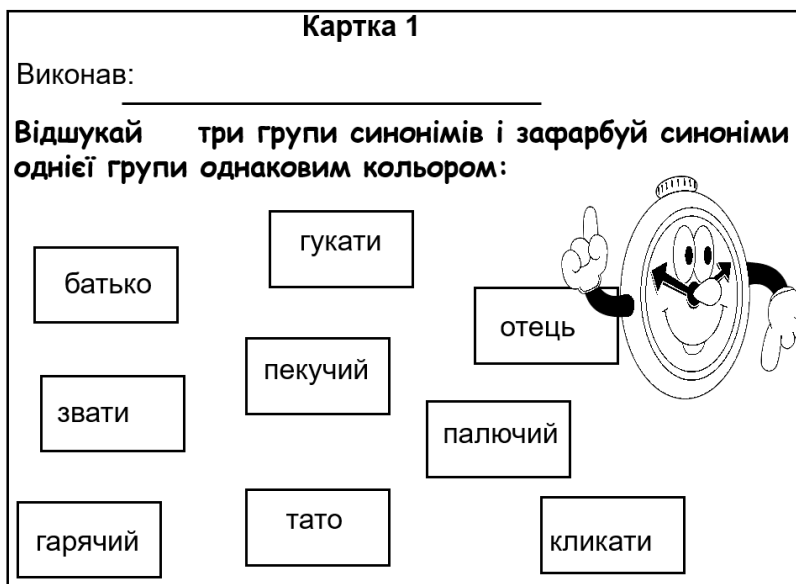 Картка 1
Виконав:
Відшукай три групи синонімів і зафарбуй синоніми
однієї групи однаковим кольором:
гукати
батько
отець
пекучий
звати
палючий
тато
гарячий
кликати